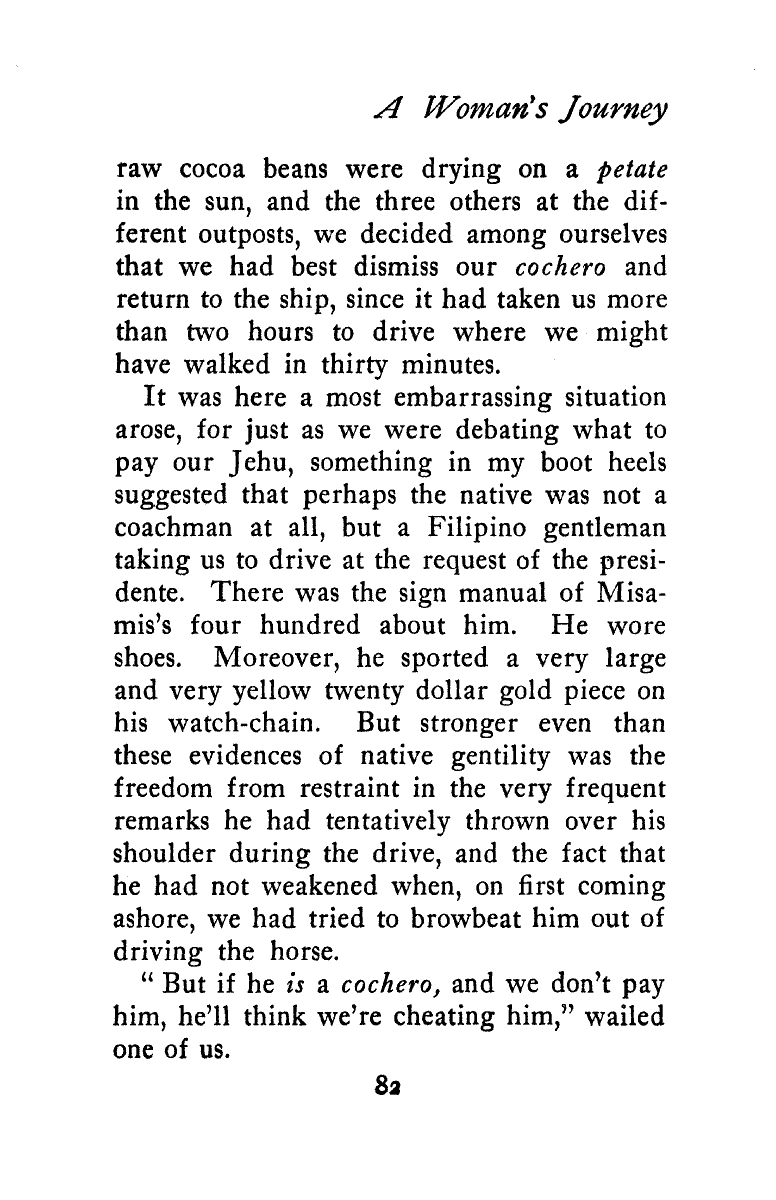 A Woman's Journey
raw cocoa beans were drying on a petate
in the sun, and the three others at the dif-
ferent outposts, we decided among ourselves
that we had best dismiss our cochero and
return to the ship, since it had taken us more
than two hours to drive where we might
have walked in thirty minutes.
It was here a most embarrassing situation
arose, for just as we were debating what to
pay our Jehu, something in my boot heels
suggested that perhaps the native was not a
coachman at all, but a Filipino gentleman
taking us to drive at the request of the presi-
dente. There was the sign manual of Misa-
mis's four hundred about him. He wore
shoes. Moreover, he sported a very large
and very yellow twenty dollar gold piece on
his watch-chain. But stronger even than
these evidences of native gentility was the
freedom from restraint in the very frequent
remarks he had tentatively thrown over his
shoulder during the drive, and the fact that
he had not weakened when, on first coming
ashore, we had tried to browbeat him out of
driving the horse.
“ But if he is a cochero, and we don't pay
him, he'll think we're cheating him,” wailed
one of us.
82